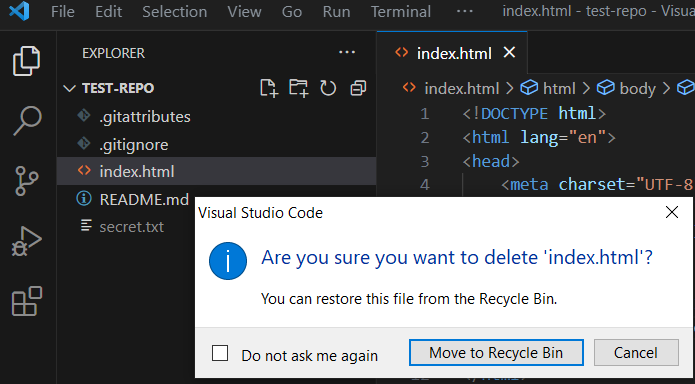 File Edit Selection View Go Run Terminal ... index.html - test-repo - Visua
EXPLORER ...
index.html
TEST-REPO
index.html > html > body >
.gitattributes
1 <!DOCTYPE html>
.gitignore
2 <html lang="en">
index.html
3 <head>
README.md
4 <meta charset="UTF-8
secret.txt
Visual Studio Code
Are you sure you want to delete 'index.html'?
You can restore this file from the Recycle Bin.
Do not ask me again
Move to Recycle Bin
Cancel